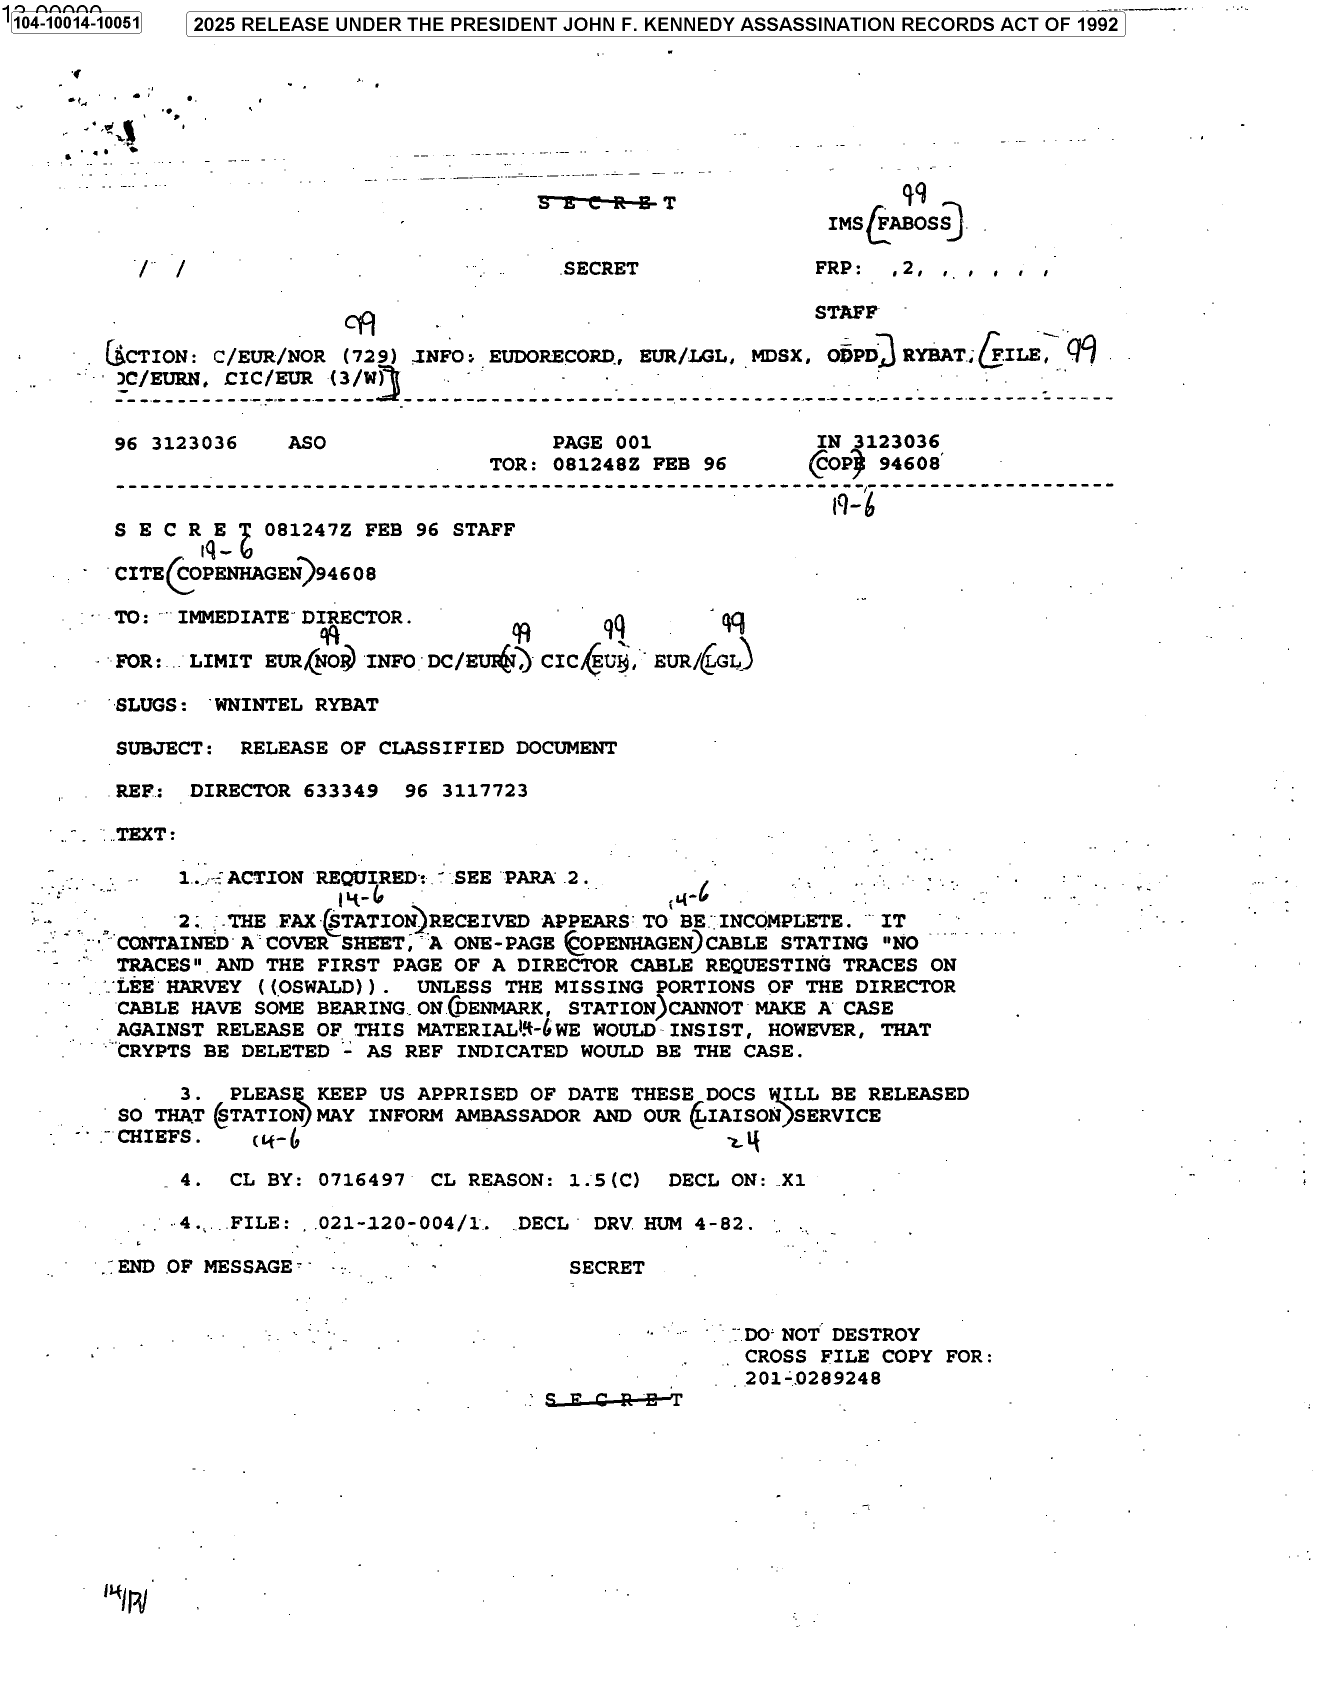 104-10014-10051
2025 RELEASE UNDER THE PRESIDENT JOHN F. KENNEDY ASSASSINATION RECORDS ACT OF 1992
S E C R E T
99
IMS [FABOSS]
/ / SECRET FRP: ,2, , , , , ,
STAFF
99
[ACTION: C/EUR/NOR (729) INFO: EUDORECORD, EUR/LGL, MDSX, ODPD,] RYBAT, [FILE, 99
DC/EURN, CIC/EUR (3/W)]
96 3123036 ASO PAGE 001 IN 3123036
TOR: 081248Z FEB 96 (COPE) 94608
19-6
S E C R E T 081247Z FEB 96 STAFF
19-6
CITE (COPENHAGEN) 94608
TO: IMMEDIATE DIRECTOR.
99 99 99 99
FOR: LIMIT EUR/(NOR) INFO DC/EUR(N,) CIC/(EUR), EUR/(LGL)
SLUGS: WNINTEL RYBAT
SUBJECT: RELEASE OF CLASSIFIED DOCUMENT
REF: DIRECTOR 633349 96 3117723
TEXT:
1. ACTION REQUIRED: SEE PARA 2.
14-6 14-6
2. THE FAX (STATION) RECEIVED APPEARS TO BE INCOMPLETE. IT
CONTAINED A COVER SHEET, A ONE-PAGE (COPENHAGEN) CABLE STATING "NO
TRACES" AND THE FIRST PAGE OF A DIRECTOR CABLE REQUESTING TRACES ON
LEE HARVEY ((OSWALD)). UNLESS THE MISSING PORTIONS OF THE DIRECTOR
CABLE HAVE SOME BEARING ON (DENMARK, STATION) CANNOT MAKE A CASE
AGAINST RELEASE OF THIS MATERIAL 14-6 WE WOULD INSIST, HOWEVER, THAT
CRYPTS BE DELETED - AS REF INDICATED WOULD BE THE CASE.
3. PLEASE KEEP US APPRISED OF DATE THESE DOCS WILL BE RELEASED
SO THAT (STATION) MAY INFORM AMBASSADOR AND OUR (LIAISON) SERVICE
CHIEFS. 14-6 24
4. CL BY: 0716497 CL REASON: 1.5(C) DECL ON: X1
4. FILE: 021-120-004/1. DECL DRV HUM 4-82.
END OF MESSAGE SECRET
DO NOT DESTROY
CROSS FILE COPY FOR:
201-0289248
S E C R E T